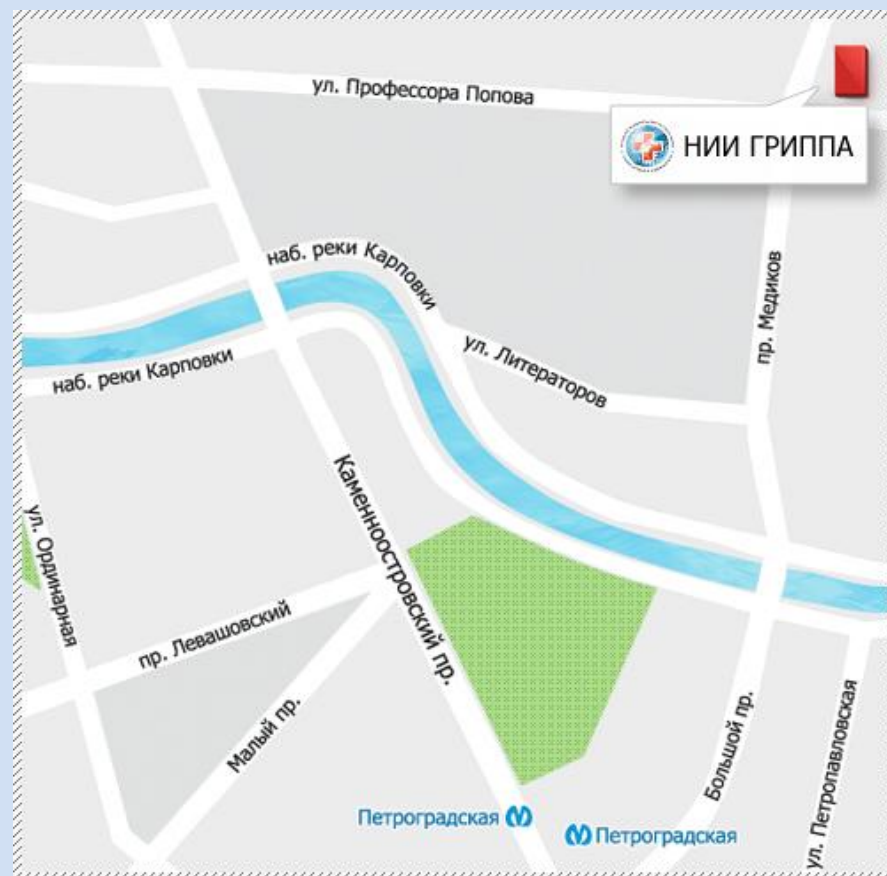 ул. Профессора Попова
НИИ ГРИППА
наб. реки Карповки
пр. Медиков
ул. Литераторов
наб. реки Карповки
Каменноостровский пр.
ул. Ординарная
пр. Левашовский
Малый пр.
Большой пр.
ул. Петропавловская
Петроградская
Петроградская